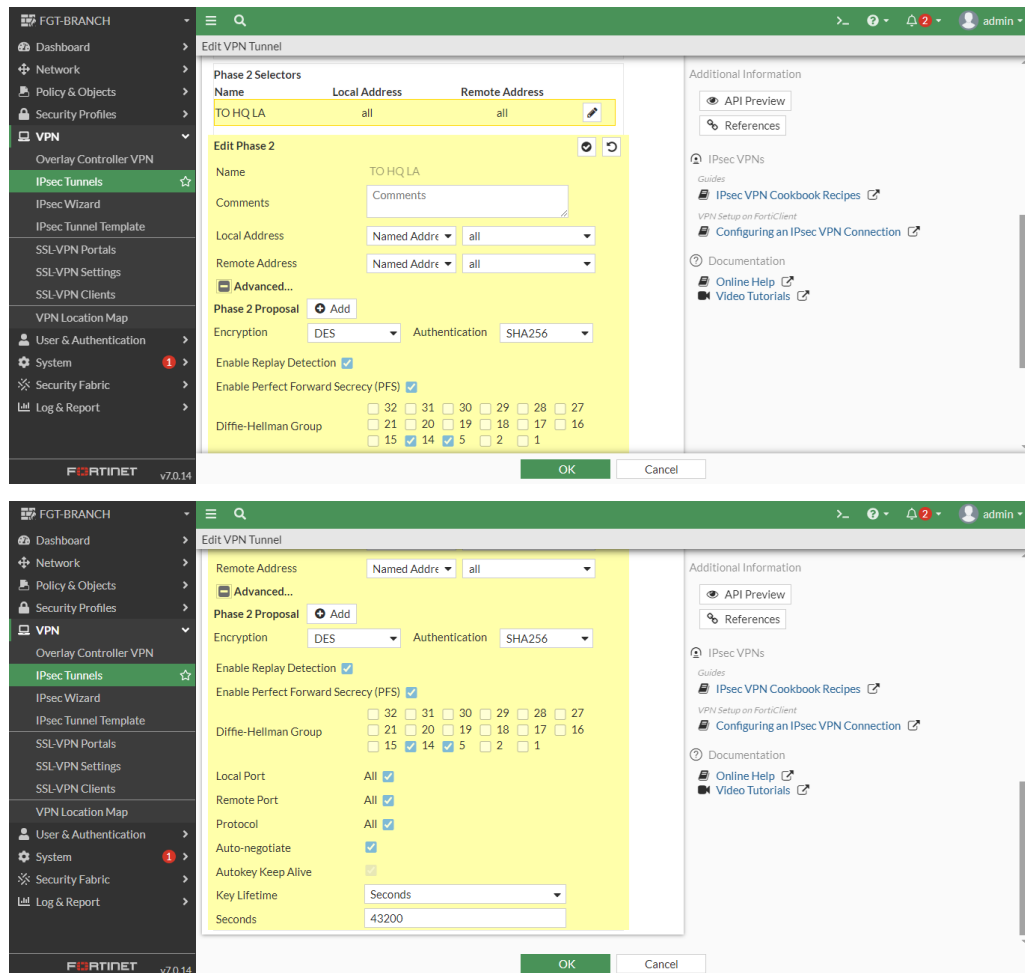 FGT-BRANCH
>_ 2 admin
Dashboard
Network
Policy & Objects
Security Profiles
VPN
Overlay Controller VPN
IPsec Tunnels
IPsec Wizard
IPsec Tunnel Template
SSL-VPN Portals
SSL-VPN Settings
SSL-VPN Clients
VPN Location Map
User & Authentication
System 1
Security Fabric
Log & Report
FORTINET v7.0.14
Edit VPN Tunnel
Phase 2 Selectors
Name Local Address Remote Address
TO HQ LA all all
Edit Phase 2
Name TO HQ LA
Comments Comments
Local Address Named Addre all
Remote Address Named Addre all
Advanced...
Phase 2 Proposal Add
Encryption DES Authentication SHA256
Enable Replay Detection
Enable Perfect Forward Secrecy (PFS)
32 31 30 29 28 27
Diffie-Hellman Group 21 20 19 18 17 16
15 14 5 2 1
OK Cancel
Additional Information
API Preview
References
IPsec VPNs
Guides
IPsec VPN Cookbook Recipes
VPN Setup on FortiClient
Configuring an IPsec VPN Connection
Documentation
Online Help
Video Tutorials
FGT-BRANCH
>_ 2 admin
Dashboard
Network
Policy & Objects
Security Profiles
VPN
Overlay Controller VPN
IPsec Tunnels
IPsec Wizard
IPsec Tunnel Template
SSL-VPN Portals
SSL-VPN Settings
SSL-VPN Clients
VPN Location Map
User & Authentication
System 1
Security Fabric
Log & Report
FORTINET v7.0.14
Edit VPN Tunnel
Remote Address Named Addre all
Advanced...
Phase 2 Proposal Add
Encryption DES Authentication SHA256
Enable Replay Detection
Enable Perfect Forward Secrecy (PFS)
32 31 30 29 28 27
Diffie-Hellman Group 21 20 19 18 17 16
15 14 5 2 1
Local Port All
Remote Port All
Protocol All
Auto-negotiate
Autokey Keep Alive
Key Lifetime Seconds
Seconds 43200
OK Cancel
Additional Information
API Preview
References
IPsec VPNs
Guides
IPsec VPN Cookbook Recipes
VPN Setup on FortiClient
Configuring an IPsec VPN Connection
Documentation
Online Help
Video Tutorials